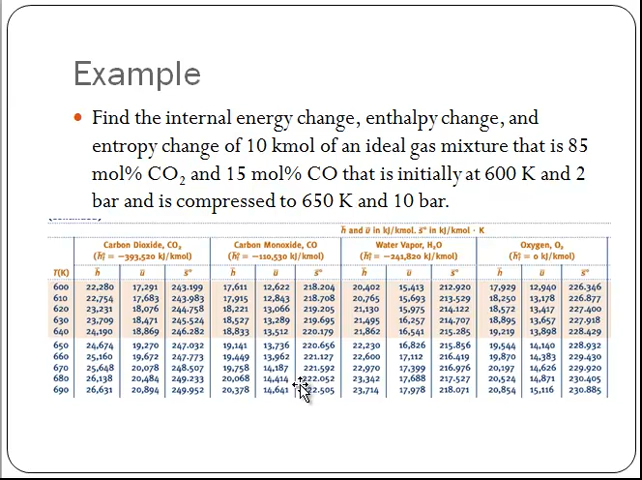 Example
• Find the internal energy change, enthalpy change, and
entropy change of 10 kmol of an ideal gas mixture that is 85
mol% CO₂ and 15 mol% CO that is initially at 600 K and 2
bar and is compressed to 650 K and 10 bar.
h̄ and ū in kJ/kmol. s̄° in kJ/kmol · K
Carbon Dioxide, CO₂ Carbon Monoxide, CO Water Vapor, H₂O Oxygen, O₂
(h̄°f = −393,520 kJ/kmol) (h̄°f = −110,530 kJ/kmol) (h̄°f = −241,820 kJ/kmol) (h̄°f = 0 kJ/kmol)
T(K) h̄ ū s̄° h̄ ū s̄° h̄ ū s̄° h̄ ū s̄°
600 22,280 17,291 243.199 17,611 12,622 218.204 20,402 15,413 212.920 17,929 12,940 226.346
610 22,754 17,683 243.983 17,915 12,843 218.708 20,765 15,693 213.529 18,250 13,178 226.877
620 23,231 18,076 244.758 18,221 13,066 219.205 21,130 15,975 214.122 18,572 13,417 227.400
630 23,709 18,471 245.524 18,527 13,289 219.695 21,495 16,257 214.707 18,895 13,657 227.918
640 24,190 18,869 246.282 18,833 13,512 220.179 21,862 16,541 215.285 19,219 13,898 228.429
650 24,674 19,270 247.032 19,141 13,736 220.656 22,230 16,826 215.856 19,544 14,140 228.932
660 25,160 19,672 247.773 19,449 13,962 221.127 22,600 17,112 216.419 19,870 14,383 229.430
670 25,648 20,078 248.507 19,758 14,187 221.592 22,970 17,399 216.976 20,197 14,626 229.920
680 26,138 20,484 249.233 20,068 14,414 222.052 23,342 17,688 217.527 20,524 14,871 230.405
690 26,631 20,894 249.952 20,378 14,641 22.505 23,714 17,978 218.071 20,854 15,116 230.885